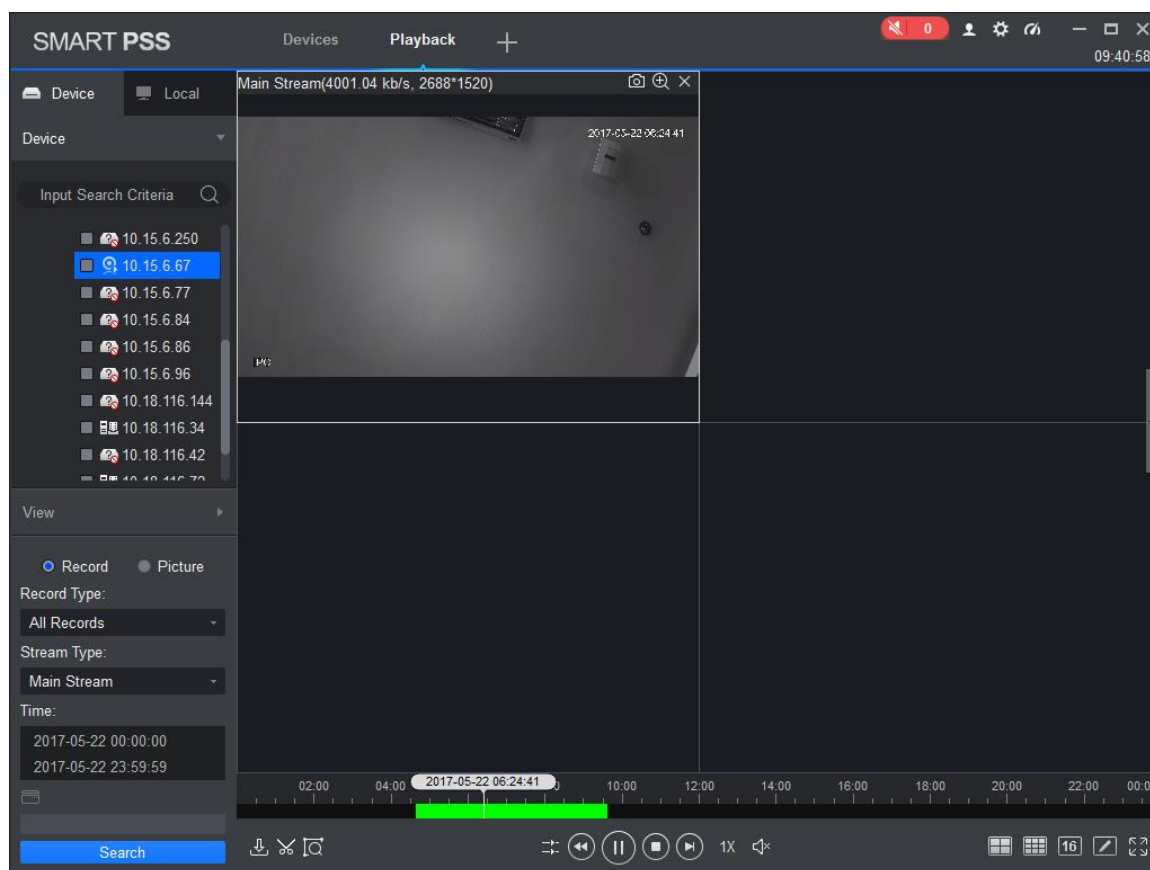 SMART PSS
Devices
Playback
0
09:40:58
Device
Local
Main Stream(4001.04 kb/s, 2688*1520)
Device
Input Search Criteria
10.15.6.250
10.15.6.67
10.15.6.77
10.15.6.84
10.15.6.86
10.15.6.96
10.18.116.144
10.18.116.34
10.18.116.42
2017-05-22 06:24:41
IPC
View
Record
Picture
Record Type:
All Records
Stream Type:
Main Stream
Time:
2017-05-22 00:00:00
2017-05-22 23:59:59
Search
02:00 04:00 2017-05-22 06:24:41 10:00 12:00 14:00 16:00 18:00 20:00 22:00 00:0
1X
16